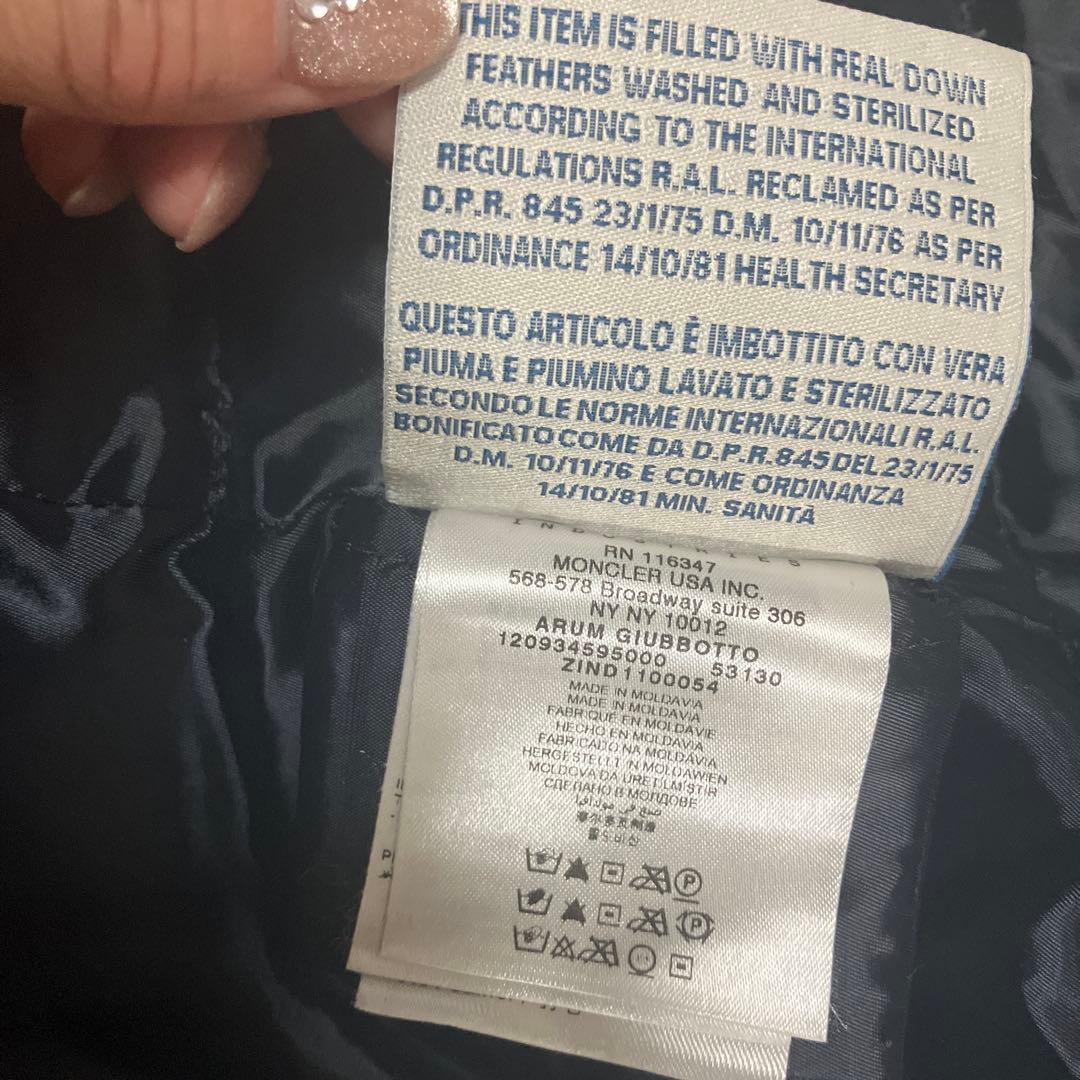 THIS ITEM IS FILLED WITH REAL DOWN
FEATHERS WASHED AND STERILIZED
ACCORDING TO THE INTERNATIONAL
REGULATIONS R.A.L. RECLAMED AS PER
D.P.R. 845 23/1/75 D.M. 10/11/76 AS PER
ORDINANCE 14/10/81 HEALTH SECRETARY
QUESTO ARTICOLO È IMBOTTITO CON VERA
PIUMA E PIUMINO LAVATO E STERILIZZATO
SECONDO LE NORME INTERNAZIONALI R.A.L.
BONIFICATO COME DA D.P.R. 845 DEL 23/1/75
D.M. 10/11/76 E COME ORDINANZA
14/10/81 MIN. SANITÀ
INDUSTRIES
RN 116347
MONCLER USA INC.
568-578 Broadway suite 306
NY NY 10012
ARUM GIUBBOTTO
120934595000 53130
ZIND1100054
MADE IN MOLDAVIA
MADE IN MOLDAVIA
FABRIQUÉ EN MOLDAVIE
HECHO EN MOLDAVIA
FABRICADO NA MOLDAVIA
HERGESTELLT IN MOLDAWIEN
MOLDOVA DA URETILMISTIR
СДЕЛАНО В МОЛДОВЕ
P
P